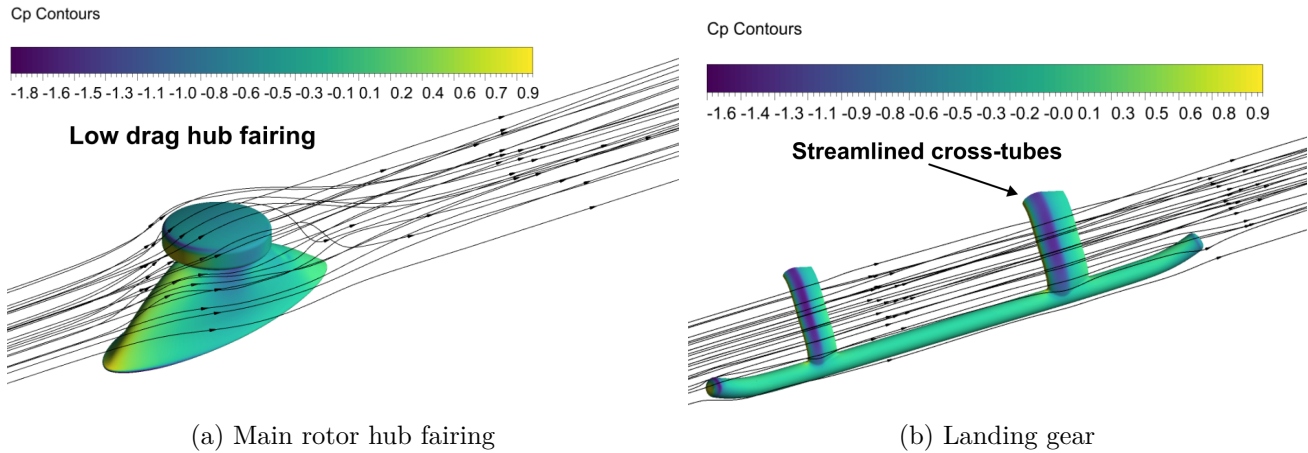 Cp Contours
-1.8 -1.6 -1.5 -1.3 -1.1 -1.0 -0.8 -0.6 -0.5 -0.3 -0.1 0.1 0.2 0.4 0.6 0.7 0.9
Low drag hub fairing
(a) Main rotor hub fairing
Cp Contours
-1.6 -1.4 -1.3 -1.1 -0.9 -0.8 -0.6 -0.5 -0.3 -0.2 -0.0 0.1 0.3 0.5 0.6 0.8 0.9
Streamlined cross-tubes
(b) Landing gear